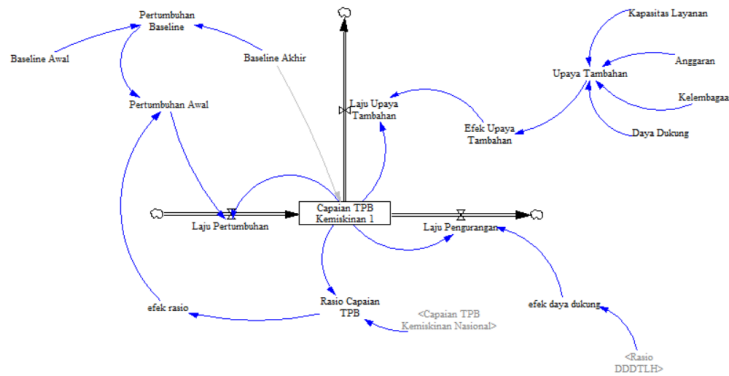 Pertumbuhan
Baseline
Kapasitas Layanan
Baseline Awal
Baseline Akhir
Anggaran
Upaya Tambahan
Pertumbuhan Awal
Laju Upaya
Tambahan
Kelembagaa
Efek Upaya
Tambahan
Daya Dukung
Capaian TPB
Kemiskinan 1
Laju Pertumbuhan
Laju Pengurangan
efek rasio
Rasio Capaian
TPB
efek daya dukung
<Capaian TPB
Kemiskinan Nasional>
<Rasio
DDDTLH>